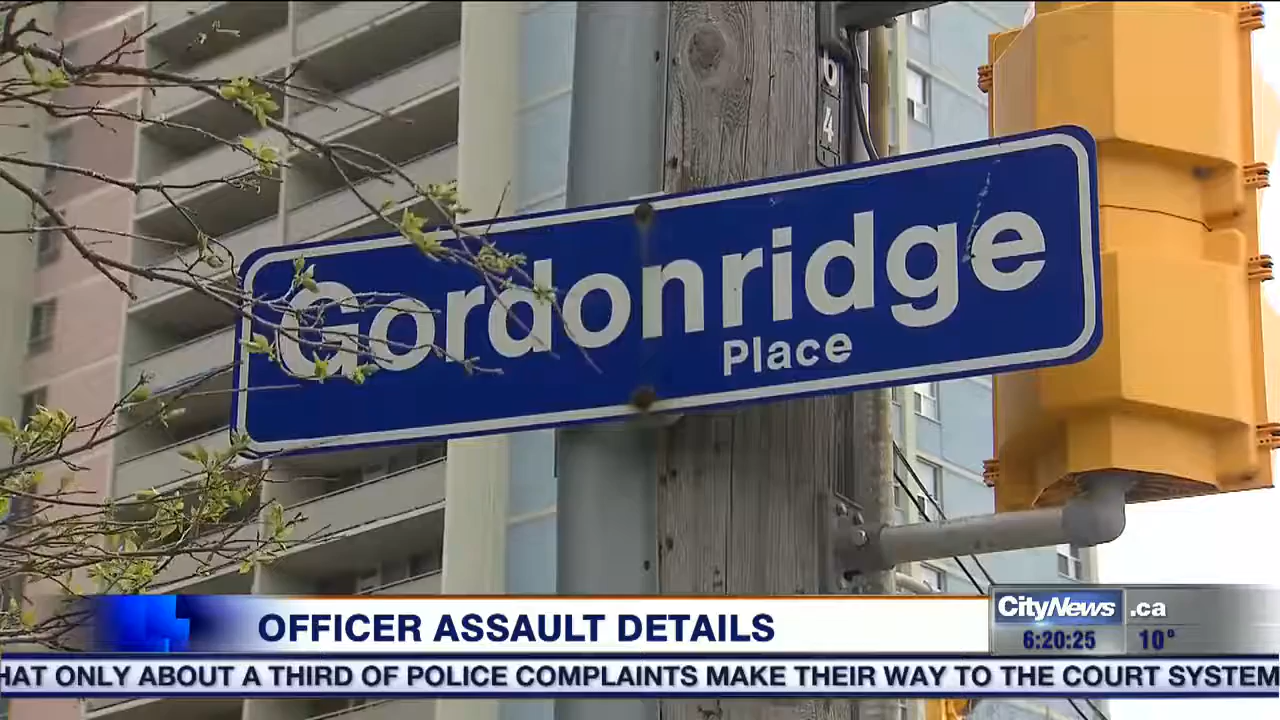 64
Gordonridge
Place
OFFICER ASSAULT DETAILS
CityNews .ca
6:20:25 10°
HAT ONLY ABOUT A THIRD OF POLICE COMPLAINTS MAKE THEIR WAY TO THE COURT SYSTEM